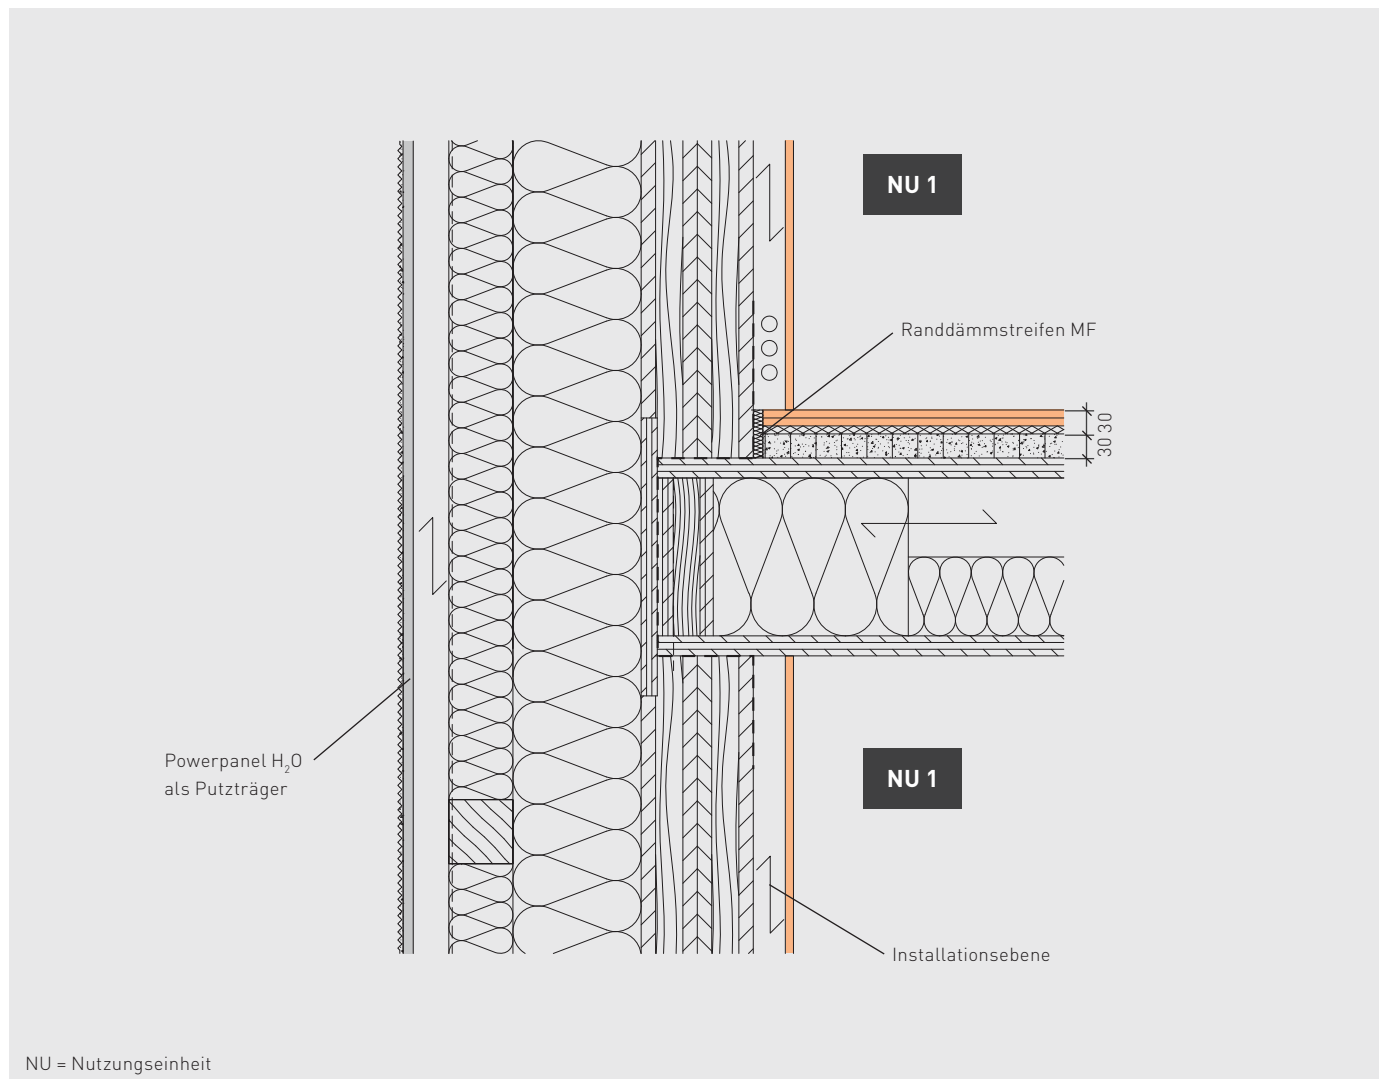 NU 1
Randdämmstreifen MF
30 30
Powerpanel H₂O
als Putzträger
NU 1
Installationsebene
NU = Nutzungseinheit